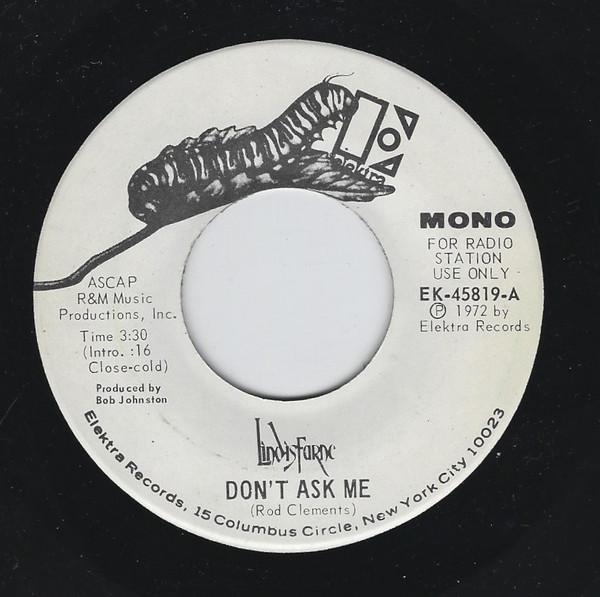 elektra
MONO
FOR RADIO
STATION
USE ONLY
EK-45819-A
Ⓟ 1972 by
Elektra Records
ASCAP
R&M Music
Productions, Inc.
Time 3:30
(Intro. :16
Close-cold)
Produced by
Bob Johnston
Lindisfarne
DON'T ASK ME
(Rod Clements)
Elektra Records, 15 Columbus Circle, New York City 10023